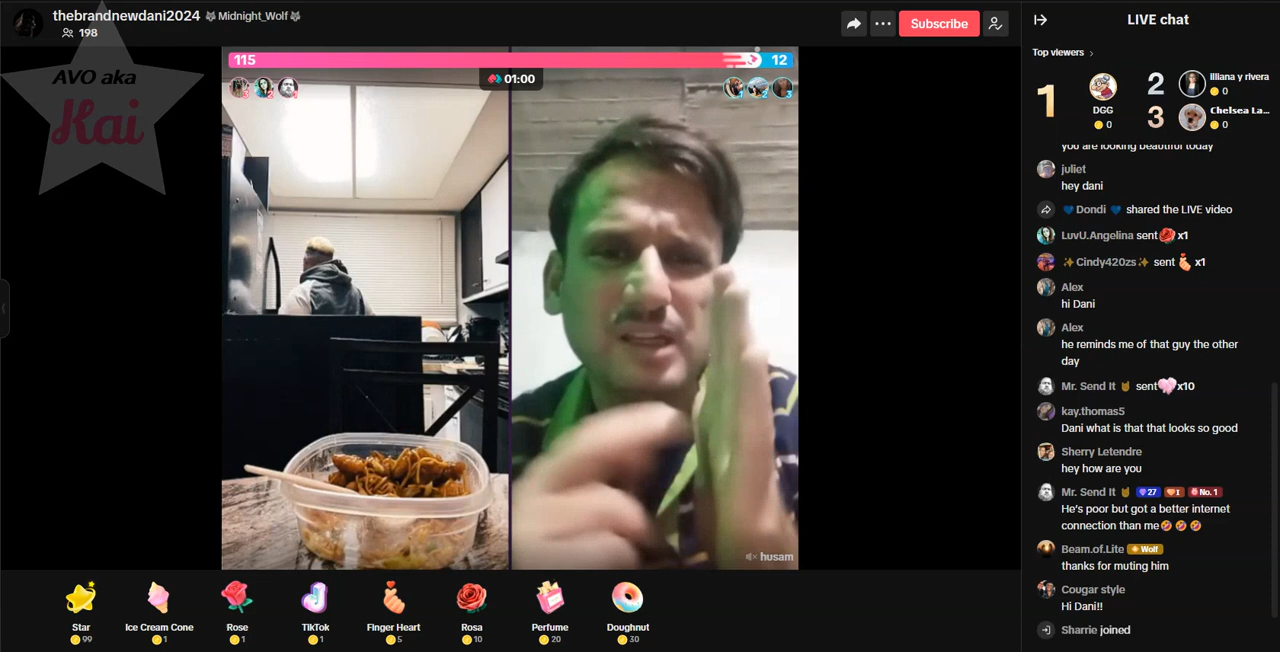 thebrandnewdani2024 🐺Midnight_Wolf🐺
198
Subscribe
AVO aka
Kai
115
12
01:00
3
2
1
1
2
3
husam
Star
99
Ice Cream Cone
1
Rose
1
TikTok
1
Finger Heart
5
Rosa
10
Perfume
20
Doughnut
30
LIVE chat
Top viewers
1
DGG
0
2
Illiana y rivera
0
3
Chelsea La...
0
you are looking beautiful today
juliet
hey dani
💙Dondi 💙 shared the LIVE video
LuvU.Angelina sent🌹x1
✨Cindy420zs✨ sent🫰x1
Alex
hi Dani
Alex
he reminds me of that guy the other
day
Mr. Send It 🤘 sent💕x10
kay.thomas5
Dani what is that that looks so good
Sherry Letendre
hey how are you
Mr. Send It 🤘 27 I No. 1
He's poor but got a better internet
connection than me🤣🤣🤣
Beam.of.Lite Wolf
thanks for muting him
Cougar style
Hi Dani!!
Sharrie joined